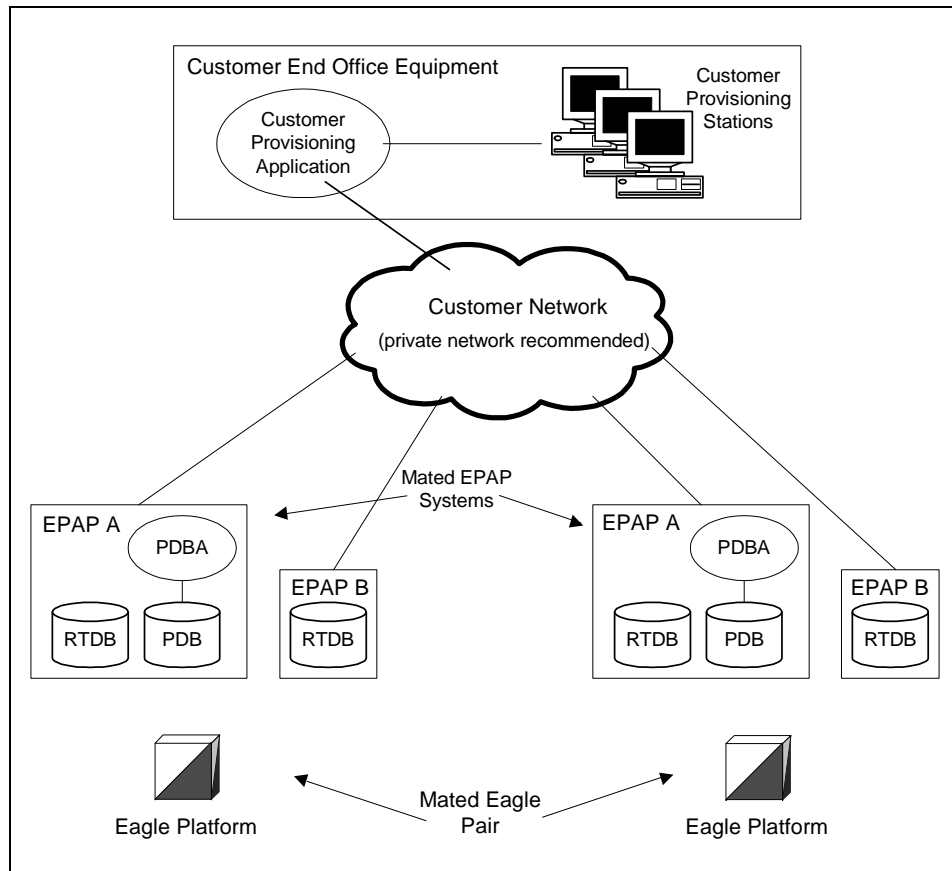 Customer End Office Equipment
Customer
Provisioning
Application
Customer
Provisioning
Stations
Customer Network
(private network recommended)
Mated EPAP
Systems
EPAP A
PDBA
RTDB
PDB
EPAP B
RTDB
EPAP A
PDBA
RTDB
PDB
EPAP B
RTDB
Eagle Platform
Mated Eagle
Pair
Eagle Platform